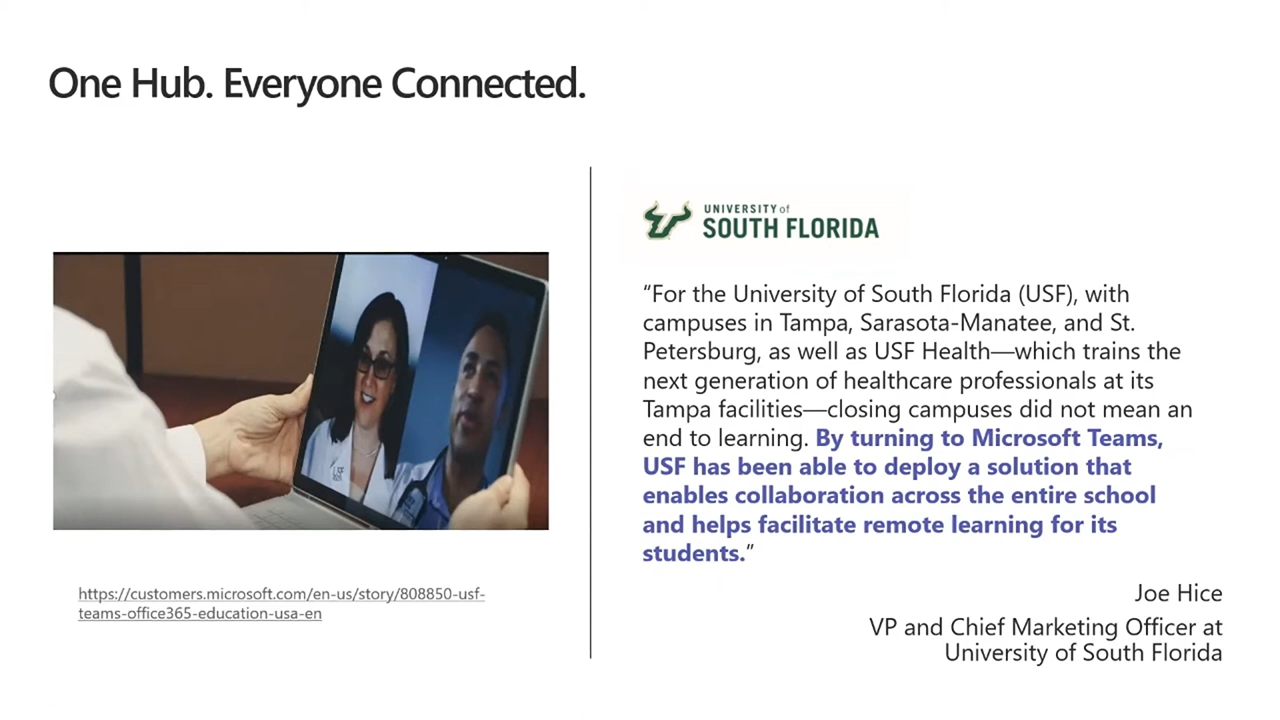 One Hub. Everyone Connected.
https://customers.microsoft.com/en-us/story/808850-usf-
teams-office365-education-usa-en
UNIVERSITY of
SOUTH FLORIDA
“For the University of South Florida (USF), with
campuses in Tampa, Sarasota-Manatee, and St.
Petersburg, as well as USF Health—which trains the
next generation of healthcare professionals at its
Tampa facilities—closing campuses did not mean an
end to learning. By turning to Microsoft Teams,
USF has been able to deploy a solution that
enables collaboration across the entire school
and helps facilitate remote learning for its
students.”
Joe Hice
VP and Chief Marketing Officer at
University of South Florida